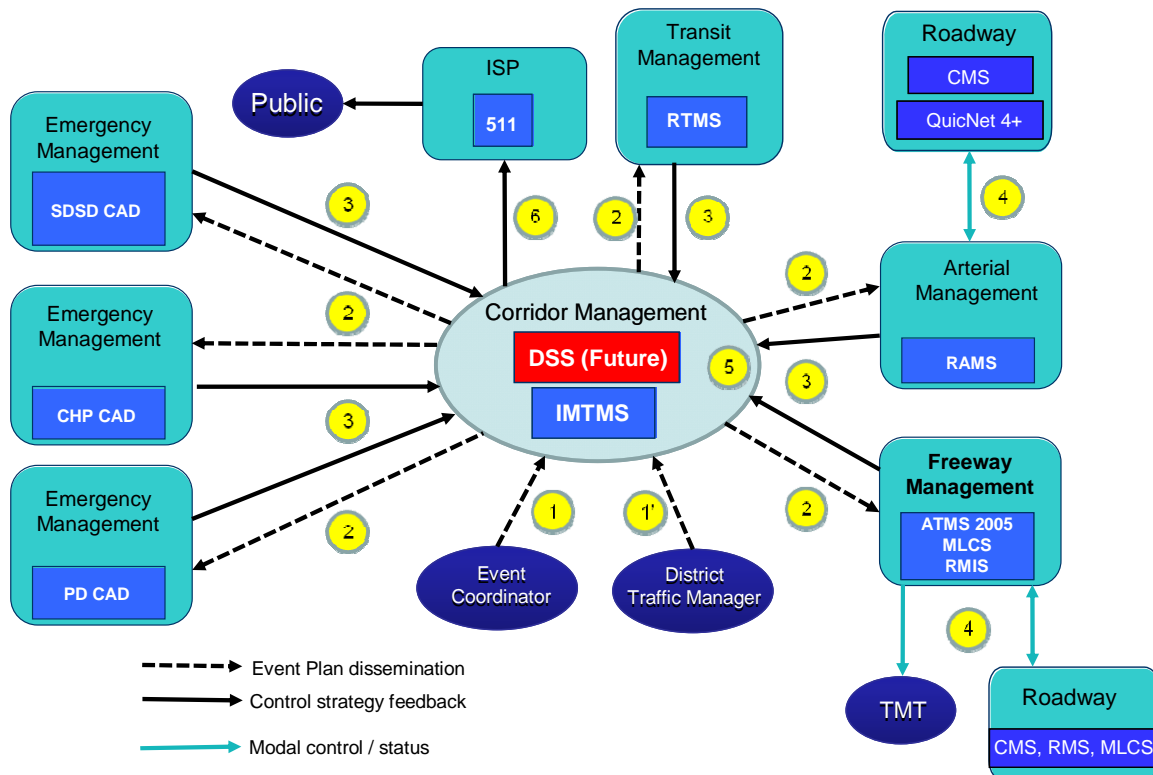 Transit
Management
RTMS
Roadway
CMS
QuicNet 4+
ISP
511
Public
Emergency
Management
SDSD CAD
3
6
2
3
4
2
2
Arterial
Management
RAMS
Emergency
Management
CHP CAD
Corridor Management
DSS (Future)
IMTMS
5
3
3
Emergency
Management
PD CAD
2
1
1'
2
Freeway
Management
ATMS 2005
MLCS
RMIS
Event
Coordinator
District
Traffic Manager
4
Event Plan dissemination
Control strategy feedback
Modal control / status
TMT
Roadway
CMS, RMS, MLCS